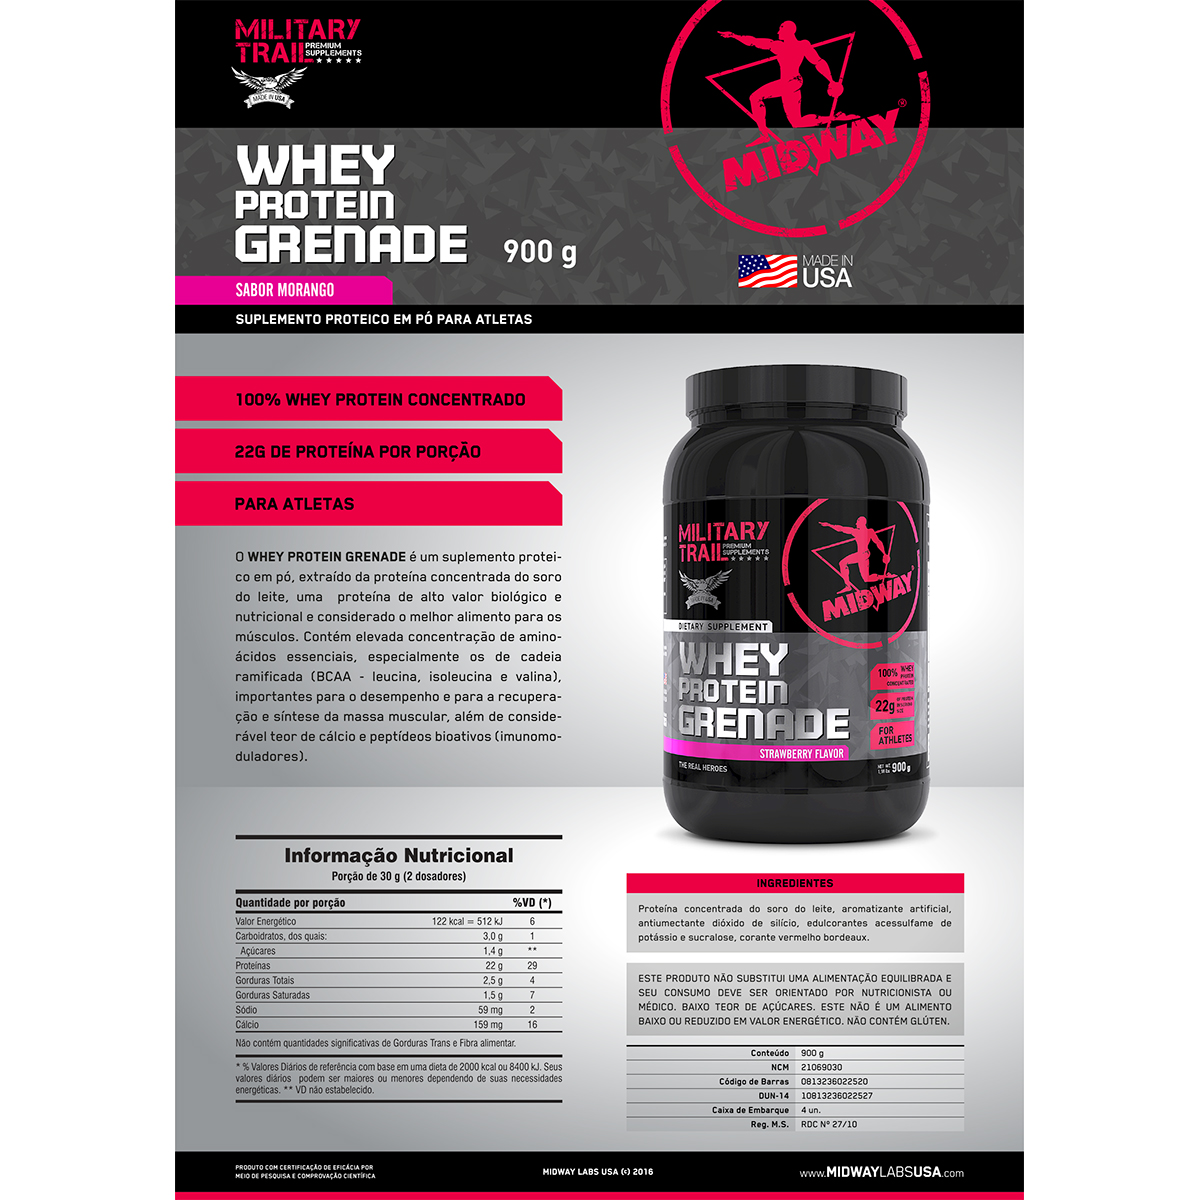 MILITARY
TRAIL PREMIUM SUPPLEMENTS
MADE IN USA
MIDWAY®
WHEY
PROTEIN
GRENADE 900 g
MADE IN
USA
SABOR MORANGO
SUPLEMENTO PROTEICO EM PÓ PARA ATLETAS
100% WHEY PROTEIN CONCENTRADO
22G DE PROTEÍNA POR PORÇÃO
PARA ATLETAS
O WHEY PROTEIN GRENADE é um suplemento protei-
co em pó, extraído da proteína concentrada do soro
do leite, uma proteína de alto valor biológico e
nutricional e considerado o melhor alimento para os
músculos. Contém elevada concentração de amino-
ácidos essenciais, especialmente os de cadeia
ramificada (BCAA - leucina, isoleucina e valina),
importantes para o desempenho e para a recupera-
ção e síntese da massa muscular, além de conside-
rável teor de cálcio e peptídeos bioativos (imunomo-
duladores).
MILITARY
TRAIL PREMIUM SUPPLEMENTS
MIDWAY
DIETARY SUPPLEMENT
WHEY
PROTEIN
GRENADE
STRAWBERRY FLAVOR
THE REAL HEROES
100% WHEY PROTEIN CONCENTRATED
22g
FOR
ATHLETES
NET WT. 900g
Informação Nutricional
Porção de 30 g (2 dosadores)
Quantidade por porção %VD (*)
Valor Energético 122 kcal = 512 kJ 6
Carboidratos, dos quais: 3,0 g 1
Açúcares 1,4 g **
Proteínas 22 g 29
Gorduras Totais 2,5 g 4
Gorduras Saturadas 1,5 g 7
Sódio 59 mg 2
Cálcio 159 mg 16
Não contém quantidades significativas de Gorduras Trans e Fibra alimentar.
* % Valores Diários de referência com base em uma dieta de 2000 kcal ou 8400 kJ. Seus
valores diários podem ser maiores ou menores dependendo de suas necessidades
energéticas. ** VD não estabelecido.
INGREDIENTES
Proteína concentrada do soro do leite, aromatizante artificial,
antiumectante dióxido de silício, edulcorantes acessulfame de
potássio e sucralose, corante vermelho bordeaux.
ESTE PRODUTO NÃO SUBSTITUI UMA ALIMENTAÇÃO EQUILIBRADA E
SEU CONSUMO DEVE SER ORIENTADO POR NUTRICIONISTA OU
MÉDICO. BAIXO TEOR DE AÇÚCARES. ESTE NÃO É UM ALIMENTO
BAIXO OU REDUZIDO EM VALOR ENERGÉTICO. NÃO CONTÉM GLÚTEN.
Conteúdo 900 g
NCM 21069030
Código de Barras 0813236022520
DUN-14 10813236022527
Caixa de Embarque 4 un.
Reg. M.S. RDC Nº 27/10
PRODUTO COM CERTIFICAÇÃO DE EFICÁCIA POR
MEIO DE PESQUISA E COMPROVAÇÃO CIENTÍFICA
MIDWAY LABS USA (c) 2016
www.MIDWAYLABSUSA.com